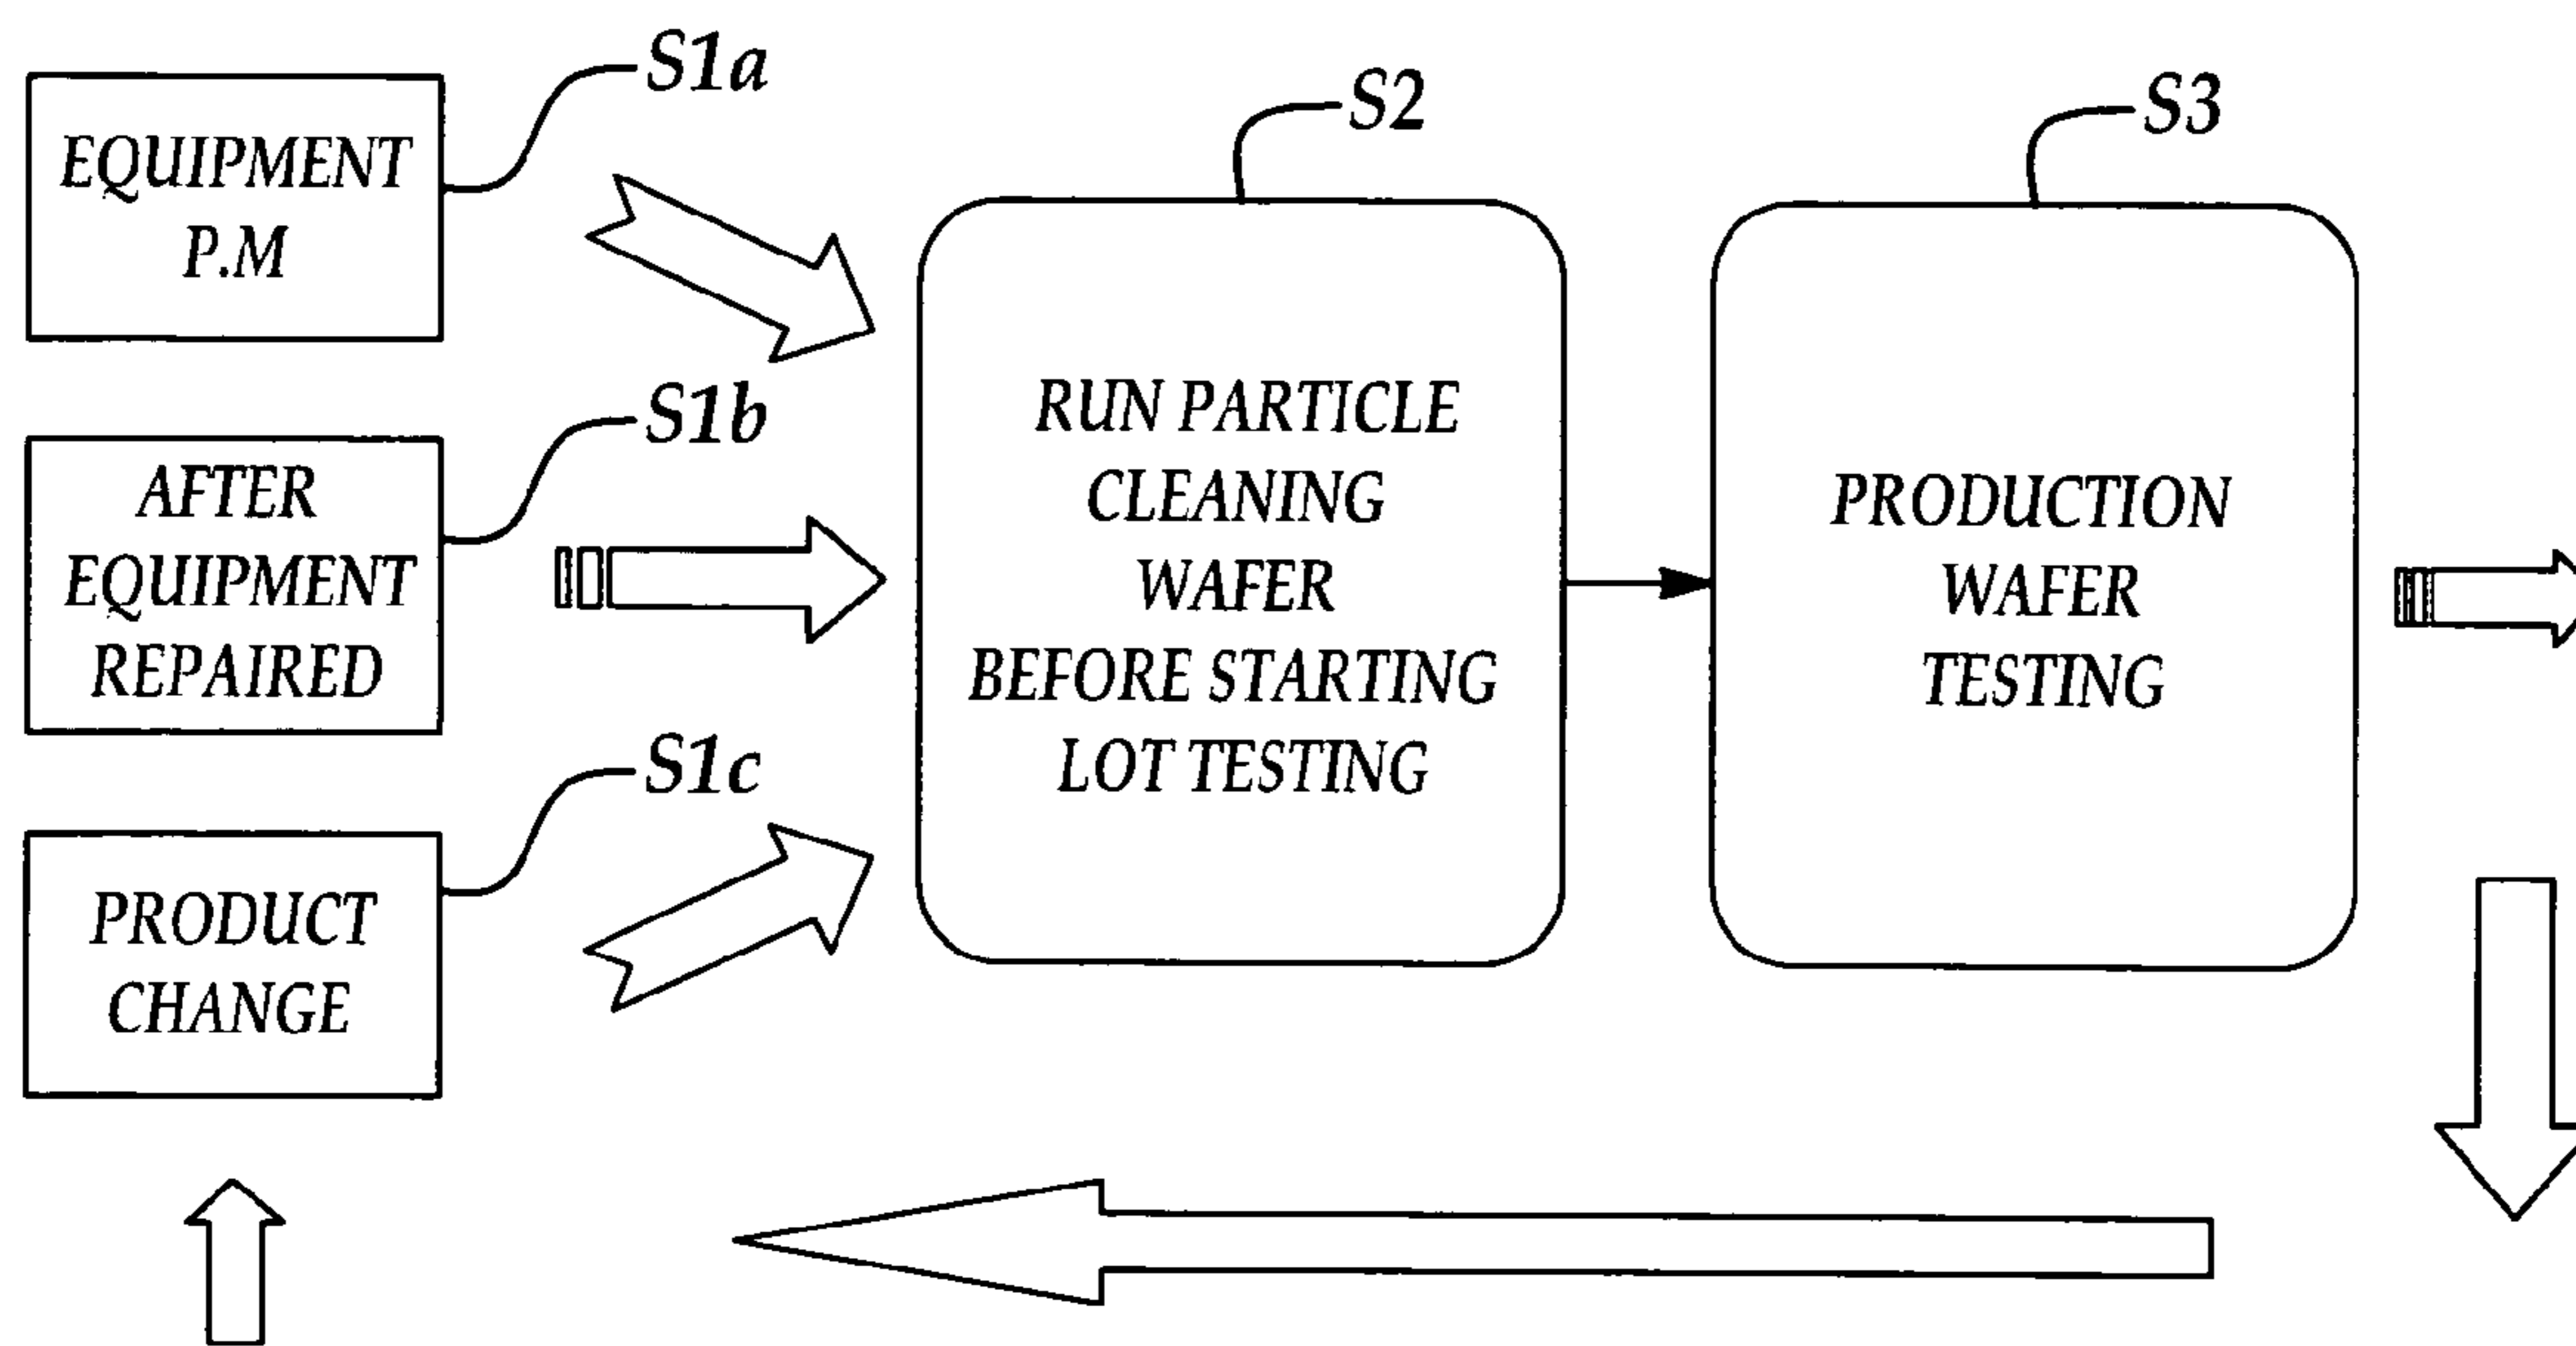 S1a
EQUIPMENT
P.M
S1b
AFTER
EQUIPMENT
REPAIRED
S1c
PRODUCT
CHANGE
S2
RUN PARTICLE
CLEANING
WAFER
BEFORE STARTING
LOT TESTING
S3
PRODUCTION
WAFER
TESTING